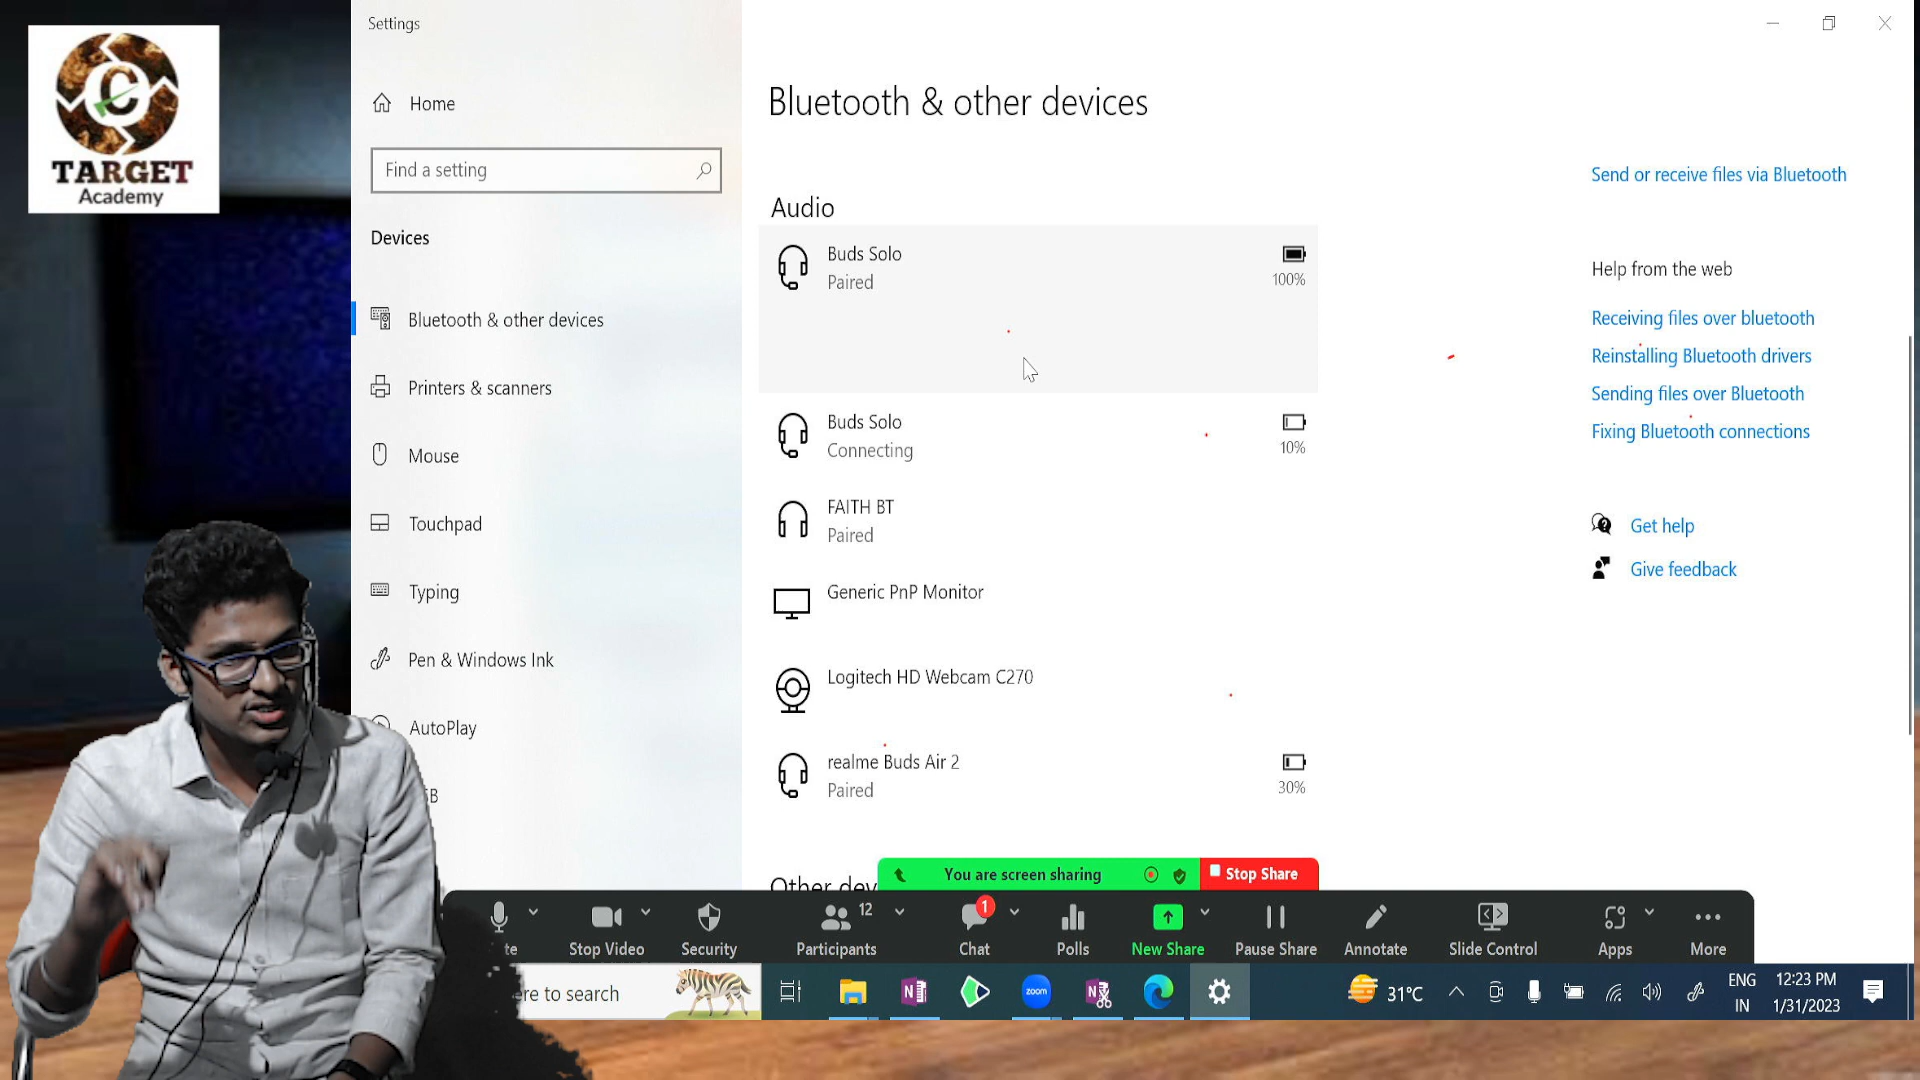 TARGET
Academy
Settings
Home
Find a setting
Devices
Bluetooth & other devices
Printers & scanners
Mouse
Touchpad
Typing
Pen & Windows Ink
AutoPlay
Bluetooth & other devices
Audio
Buds Solo
Paired
100%
Buds Solo
Connecting
10%
FAITH BT
Paired
Generic PnP Monitor
Logitech HD Webcam C270
realme Buds Air 2
Paired
30%
Send or receive files via Bluetooth
Help from the web
Receiving files over bluetooth
Reinstalling Bluetooth drivers
Sending files over Bluetooth
Fixing Bluetooth connections
Get help
Give feedback
You are screen sharing
Stop Share
Stop Video
Security
Participants 12
Chat 1
Polls
New Share
Pause Share
Annotate
Slide Control
Apps
More
ere to search
zoom
31°C
ENG
IN
12:23 PM
1/31/2023